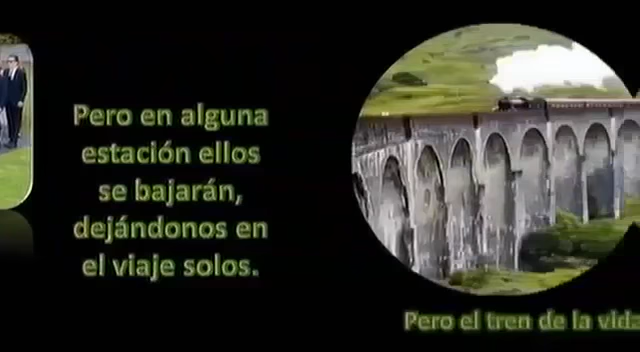 Pero en alguna
estación ellos
se bajarán,
dejándonos en
el viaje solos.
Pero el tren de la vida